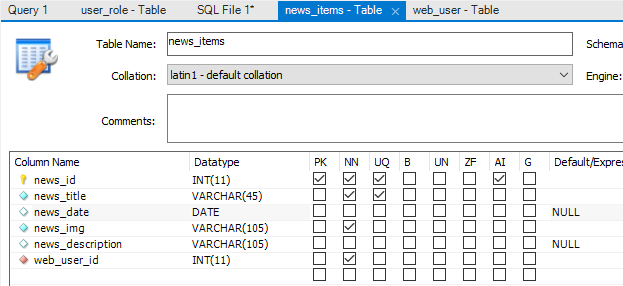 Query 1 user_role - Table SQL File 1* news_items - Table × web_user - Table
Table Name: news_items Schema
Collation: latin1 - default collation Engine:
Comments:
Column Name Datatype PK NN UQ B UN ZF AI G Default/Expres
news_id INT(11)
news_title VARCHAR(45)
news_date DATE NULL
news_img VARCHAR(105)
news_description VARCHAR(105) NULL
web_user_id INT(11)